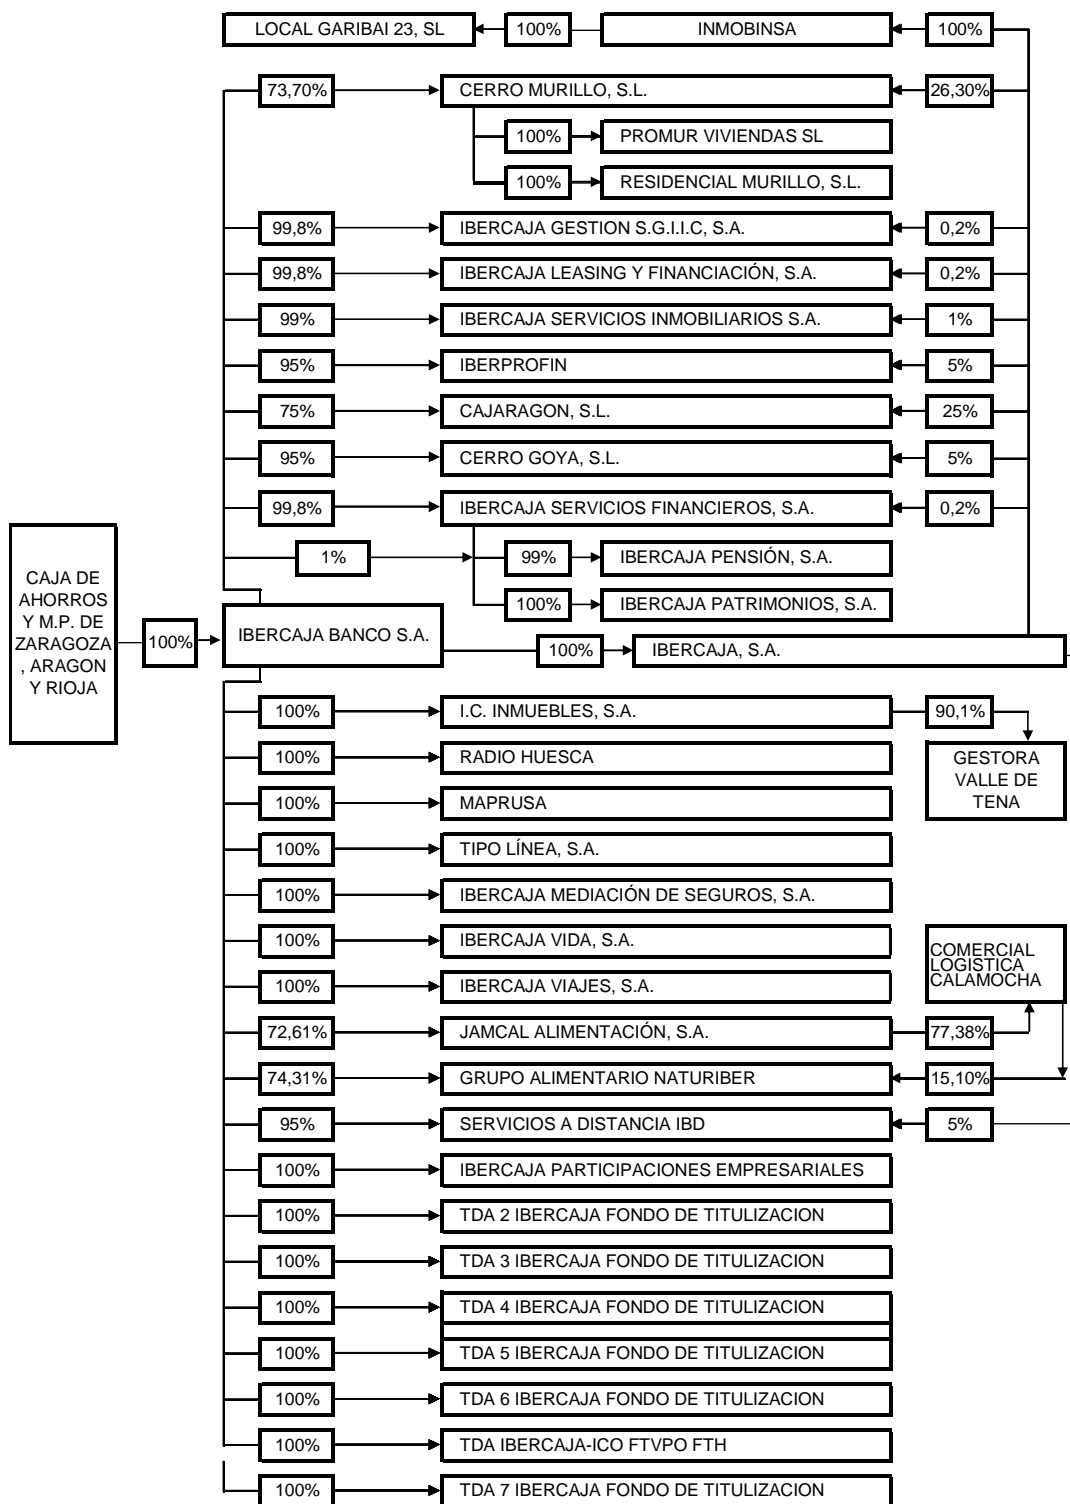 LOCAL GARIBAI 23, SL
100%
INMOBINSA
100%
73,70%
CERRO MURILLO, S.L.
26,30%
100%
PROMUR VIVIENDAS SL
100%
RESIDENCIAL MURILLO, S.L.
99,8%
IBERCAJA GESTION S.G.I.I.C, S.A.
0,2%
99,8%
IBERCAJA LEASING Y FINANCIACIÓN, S.A.
0,2%
99%
IBERCAJA SERVICIOS INMOBILIARIOS S.A.
1%
95%
IBERPROFIN
5%
75%
CAJARAGON, S.L.
25%
95%
CERRO GOYA, S.L.
5%
99,8%
IBERCAJA SERVICIOS FINANCIEROS, S.A.
0,2%
1%
99%
IBERCAJA PENSIÓN, S.A.
100%
IBERCAJA PATRIMONIOS, S.A.
CAJA DE
AHORROS
Y M.P. DE
ZARAGOZA
, ARAGON
Y RIOJA
100%
IBERCAJA BANCO S.A.
100%
IBERCAJA, S.A.
100%
I.C. INMUEBLES, S.A.
90,1%
100%
RADIO HUESCA
GESTORA
VALLE DE
TENA
100%
MAPRUSA
100%
TIPO LÍNEA, S.A.
100%
IBERCAJA MEDIACIÓN DE SEGUROS, S.A.
100%
IBERCAJA VIDA, S.A.
COMERCIAL
LOGISTICA
CALAMOCHA
100%
IBERCAJA VIAJES, S.A.
72,61%
JAMCAL ALIMENTACIÓN, S.A.
77,38%
74,31%
GRUPO ALIMENTARIO NATURIBER
15,10%
95%
SERVICIOS A DISTANCIA IBD
5%
100%
IBERCAJA PARTICIPACIONES EMPRESARIALES
100%
TDA 2 IBERCAJA FONDO DE TITULIZACION
100%
TDA 3 IBERCAJA FONDO DE TITULIZACION
100%
TDA 4 IBERCAJA FONDO DE TITULIZACION
100%
TDA 5 IBERCAJA FONDO DE TITULIZACION
100%
TDA 6 IBERCAJA FONDO DE TITULIZACION
100%
TDA IBERCAJA-ICO FTVPO FTH
100%
TDA 7 IBERCAJA FONDO DE TITULIZACION